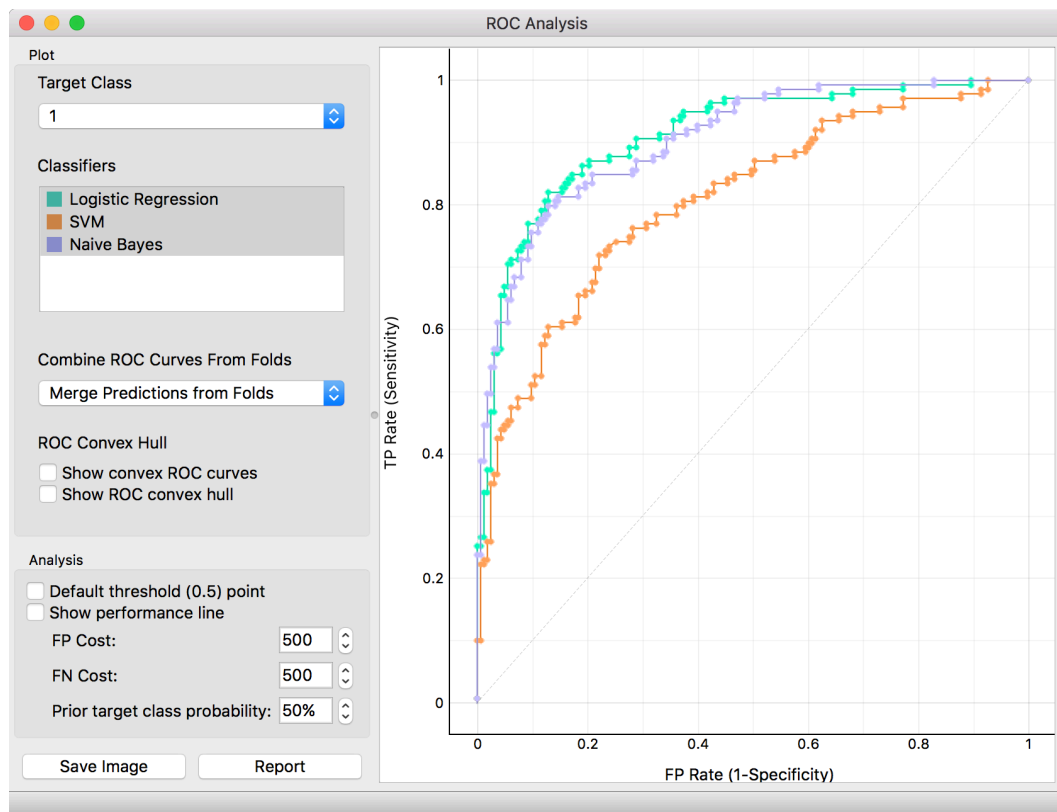 ROC Analysis
Plot
Target Class
1
Classifiers
Logistic Regression
SVM
Naive Bayes
Combine ROC Curves From Folds
Merge Predictions from Folds
ROC Convex Hull
Show convex ROC curves
Show ROC convex hull
Analysis
Default threshold (0.5) point
Show performance line
FP Cost: 500
FN Cost: 500
Prior target class probability: 50%
Save Image Report
TP Rate (Sensitivity)
1
0.8
0.6
0.4
0.2
0
0 0.2 0.4 0.6 0.8 1
FP Rate (1-Specificity)